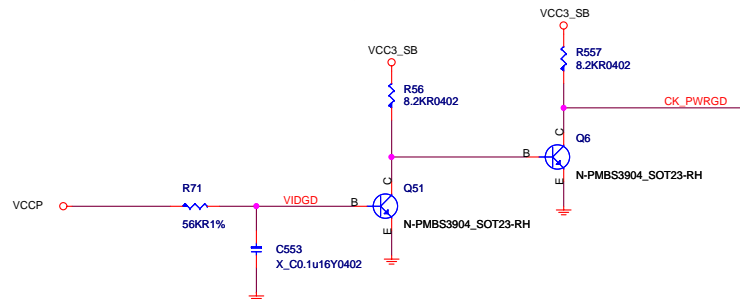 VCC3_SB
R557
8.2KR0402
VCC3_SB
R56
8.2KR0402
CK_PWRGD
C
Q6
B
E
N-PMBS3904_SOT23-RH
C
R71
Q51
VCCP
VIDGD
B
56KR1%
E
N-PMBS3904_SOT23-RH
C553
X_C0.1u16Y0402